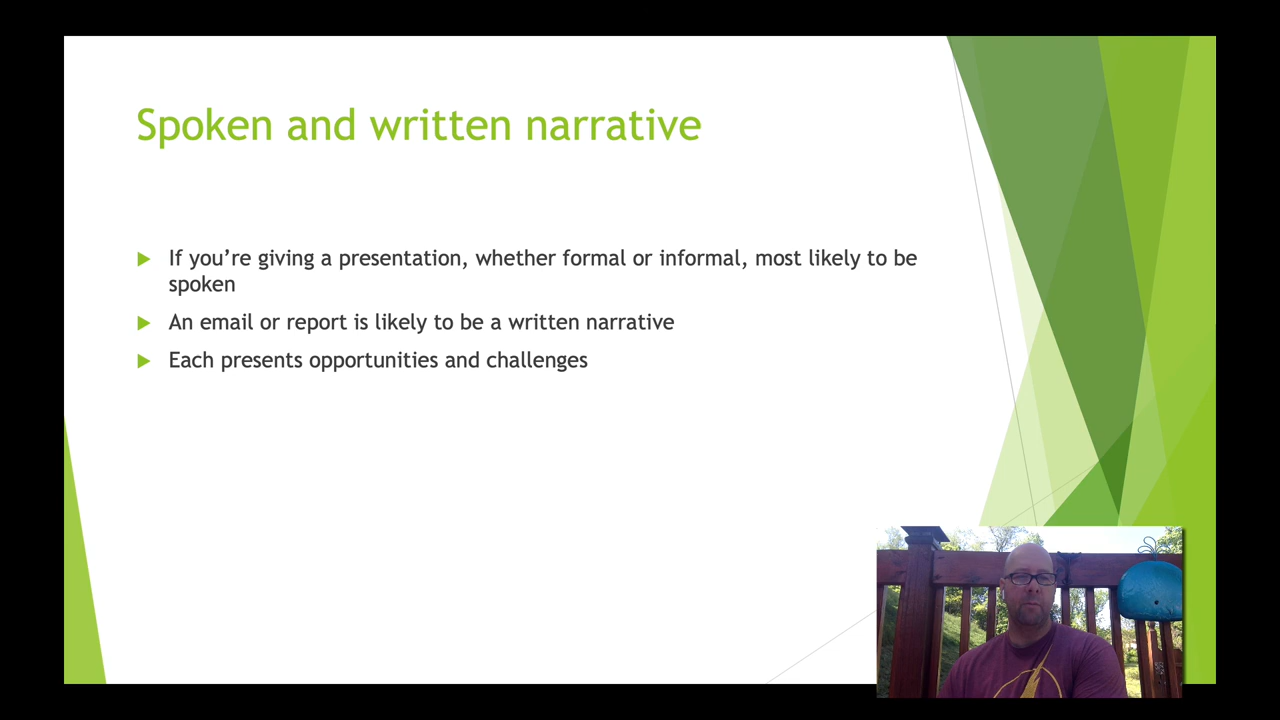 Spoken and written narrative
If you’re giving a presentation, whether formal or informal, most likely to be
spoken
An email or report is likely to be a written narrative
Each presents opportunities and challenges